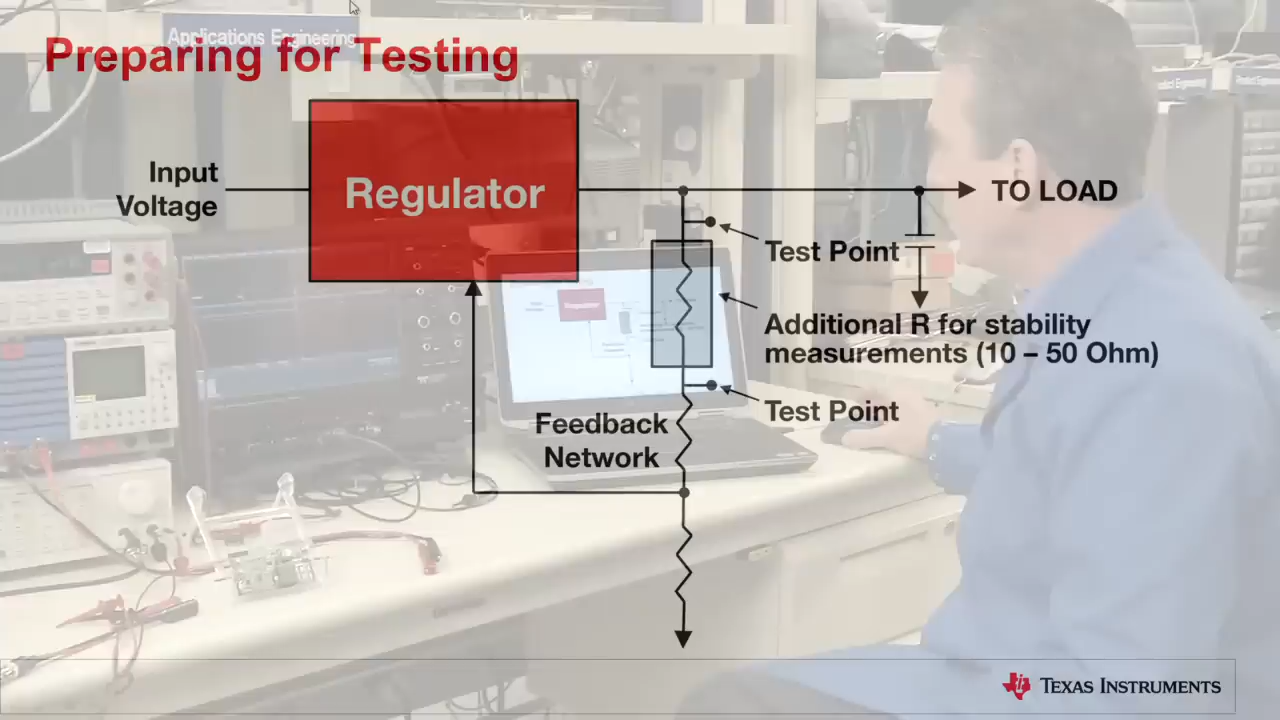 Applications Engineering
Preparing for Testing
Input
Voltage
Regulator
TO LOAD
Test Point
Additional R for stability
measurements (10 – 50 Ohm)
Test Point
Feedback
Network
TEXAS INSTRUMENTS